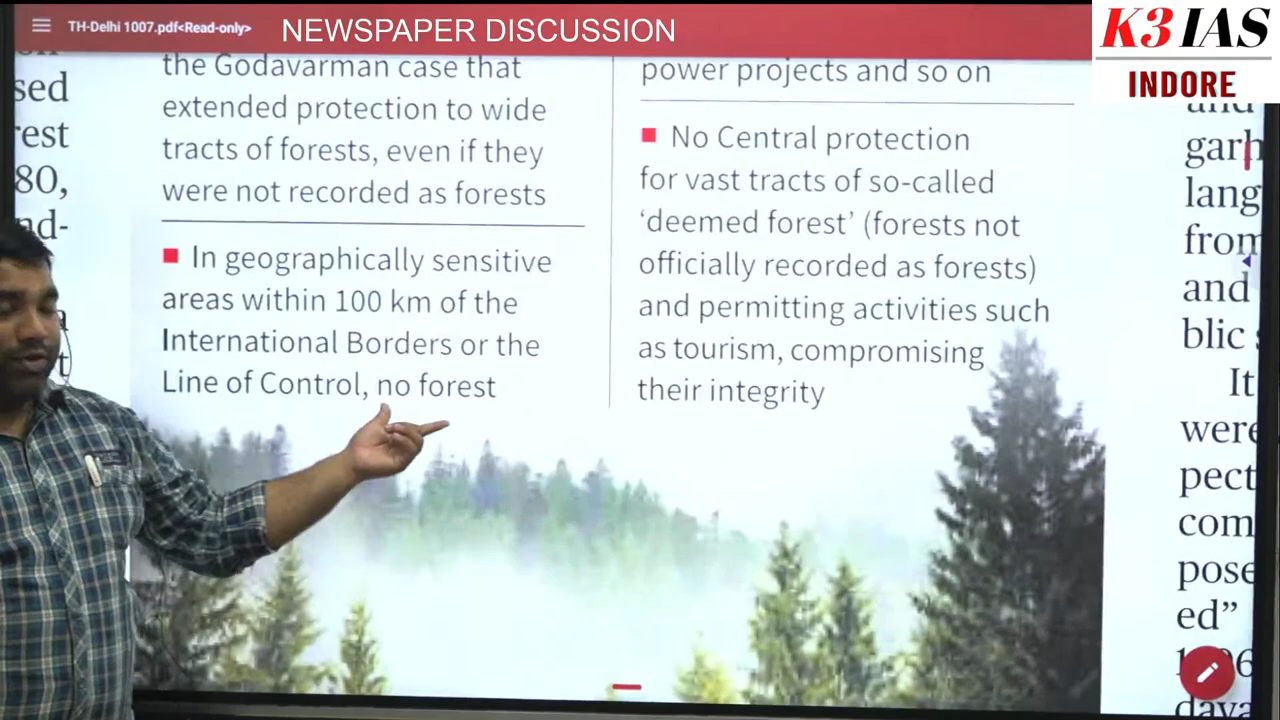 TH-Delhi 1007.pdf<Read-only>
NEWSPAPER DISCUSSION
K3 IAS
INDORE
sed
rest
80,
nd-
the Godavarman case that
extended protection to wide
tracts of forests, even if they
were not recorded as forests
■ In geographically sensitive
areas within 100 km of the
International Borders or the
Line of Control, no forest
power projects and so on
■ No Central protection
for vast tracts of so-called
‘deemed forest’ (forests not
officially recorded as forests)
and permitting activities such
as tourism, compromising
their integrity
and
garh
lang
from
and
blic
It
were
pect
com
pose
ed”
dava